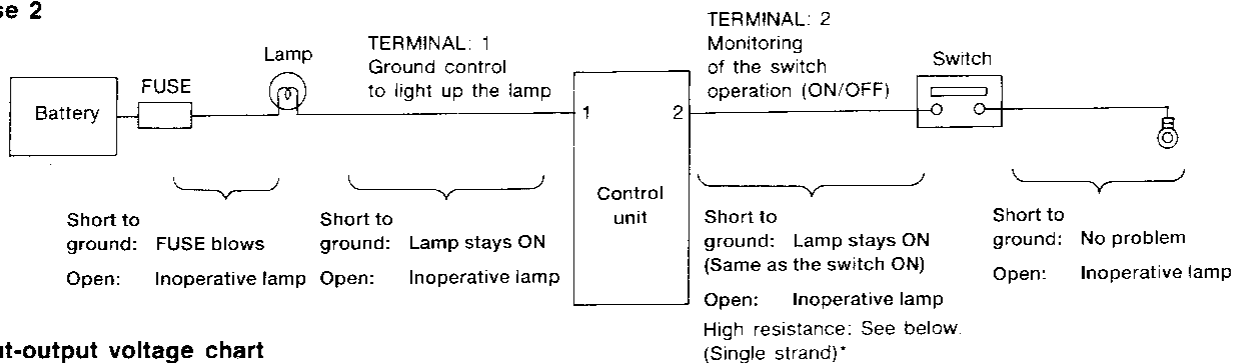 se 2
TERMINAL: 2
Monitoring
of the switch
operation (ON/OFF)
TERMINAL: 1
Ground control
to light up the lamp
Lamp
Switch
FUSE
Battery
1
2
Control
unit
Short to
ground: FUSE blows
Open: Inoperative lamp
Short to
ground: Lamp stays ON
Open: Inoperative lamp
Short to
ground: Lamp stays ON
(Same as the switch ON)
Open: Inoperative lamp
High resistance: See below.
(Single strand)*
Short to
ground: No problem
Open: Inoperative lamp
ut-output voltage chart